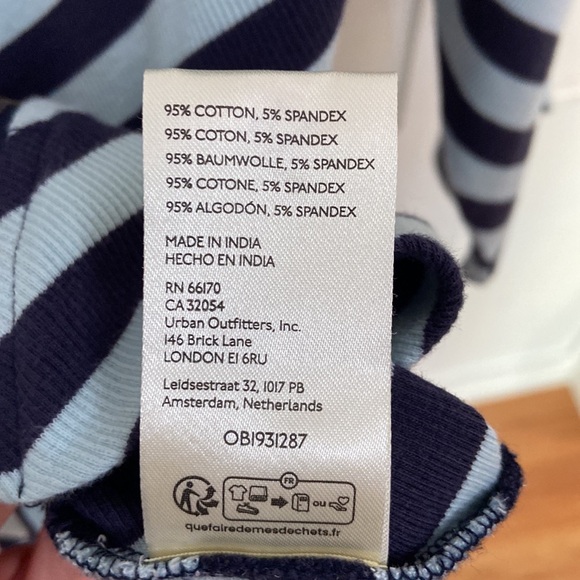 95% COTTON, 5% SPANDEX
95% COTON, 5% SPANDEX
95% BAUMWOLLE, 5% SPANDEX
95% COTONE, 5% SPANDEX
95% ALGODÓN, 5% SPANDEX
MADE IN INDIA
HECHO EN INDIA
RN 66170
CA 32054
Urban Outfitters, Inc.
146 Brick Lane
LONDON E1 6RU
Leidsestraat 32, 1017 PB
Amsterdam, Netherlands
OB1931287
FR
OU
quefairedemesdechets.fr